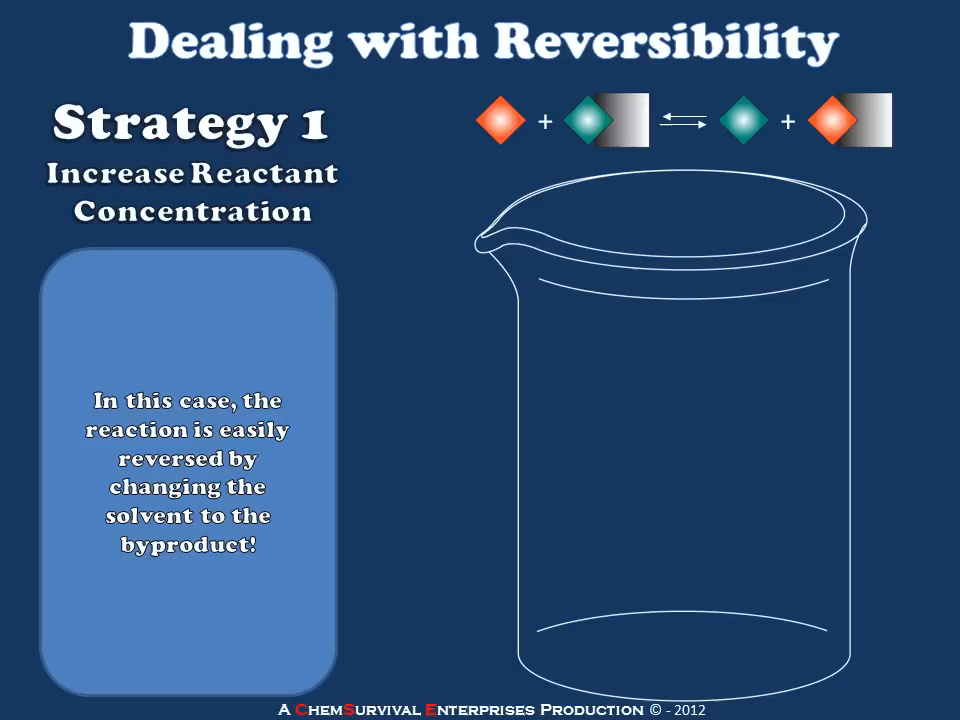 Dealing with Reversibility
Strategy 1
Increase Reactant
Concentration
+ ⇌ +
In this case, the
reaction is easily
reversed by
changing the
solvent to the
byproduct!
A ChemSurvival Enterprises Production © - 2012